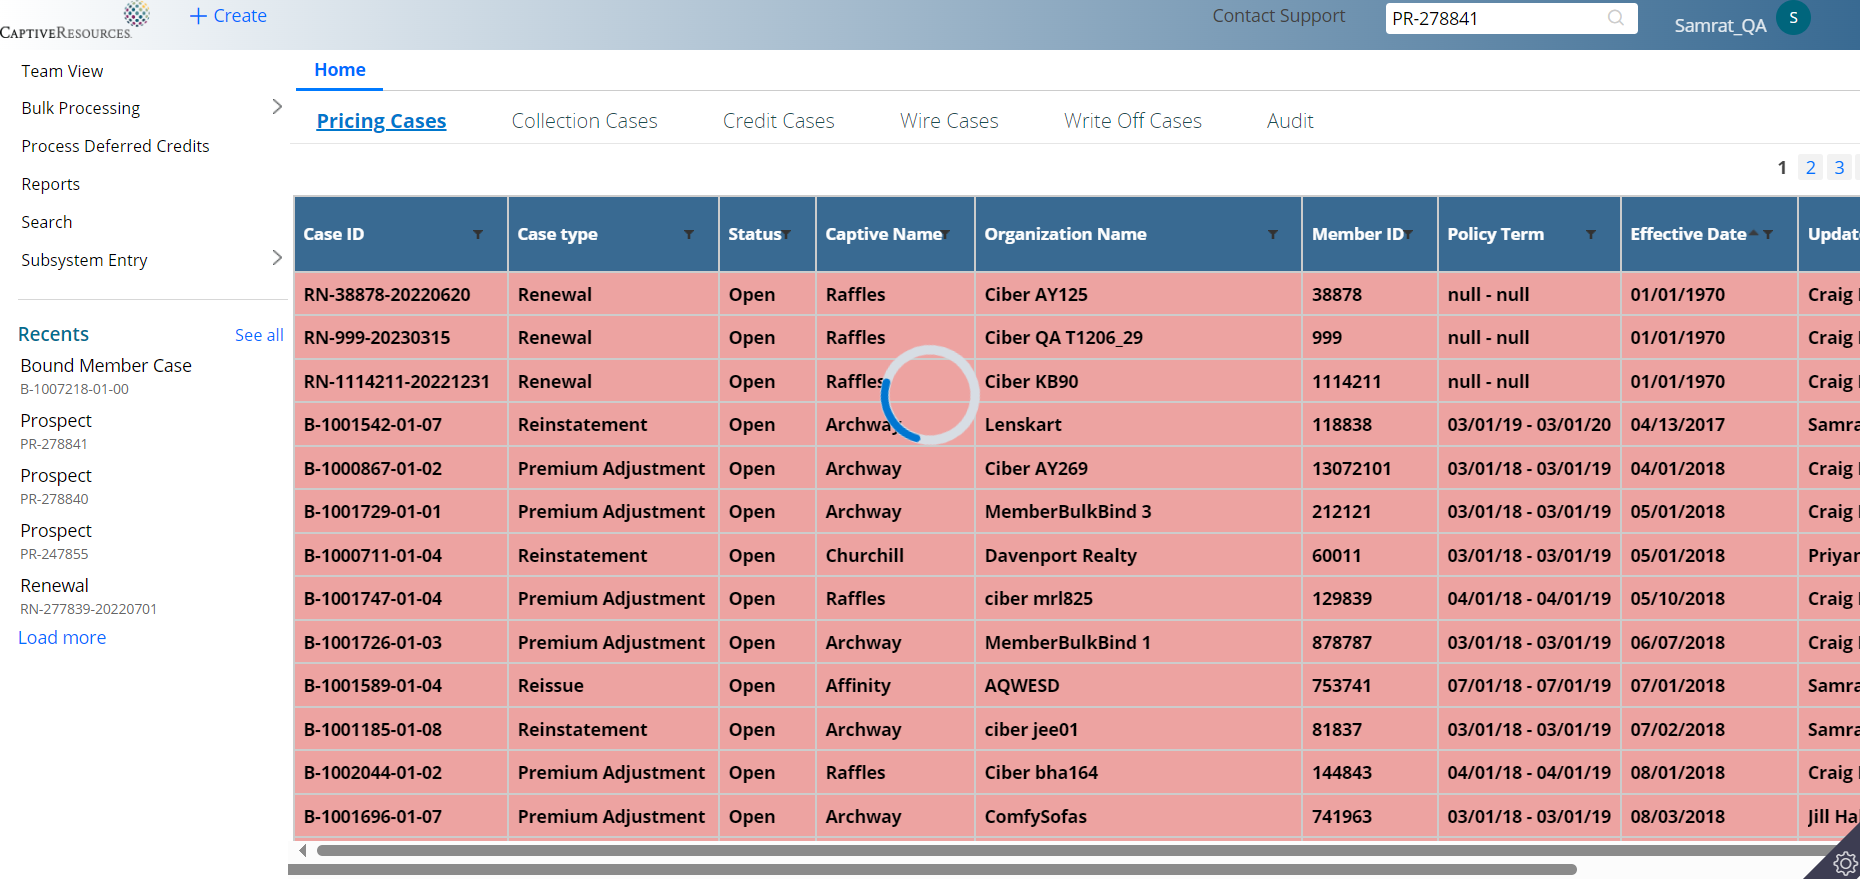 CAPTIVERESOURCES.
+ Create
Contact Support
PR-278841
Samrat_QA
S
Team View
Bulk Processing
Process Deferred Credits
Reports
Search
Subsystem Entry
Recents
See all
Bound Member Case
B-1007218-01-00
Prospect
PR-278841
Prospect
PR-278840
Prospect
PR-247855
Renewal
RN-277839-20220701
Load more
Home
Pricing Cases Collection Cases Credit Cases Wire Cases Write Off Cases Audit
1 2 3
Case ID Case type Status Captive Name Organization Name Member ID Policy Term Effective Date Updat
RN-38878-20220620 Renewal Open Raffles Ciber AY125 38878 null - null 01/01/1970 Craig
RN-999-20230315 Renewal Open Raffles Ciber QA T1206_29 999 null - null 01/01/1970 Craig
RN-1114211-20221231 Renewal Open Raffles Ciber KB90 1114211 null - null 01/01/1970 Craig
B-1001542-01-07 Reinstatement Open Archway Lenskart 118838 03/01/19 - 03/01/20 04/13/2017 Samra
B-1000867-01-02 Premium Adjustment Open Archway Ciber AY269 13072101 03/01/18 - 03/01/19 04/01/2018 Craig
B-1001729-01-01 Premium Adjustment Open Archway MemberBulkBind 3 212121 03/01/18 - 03/01/19 05/01/2018 Craig
B-1000711-01-04 Reinstatement Open Churchill Davenport Realty 60011 03/01/18 - 03/01/19 05/01/2018 Priyan
B-1001747-01-04 Premium Adjustment Open Raffles ciber mrl825 129839 04/01/18 - 04/01/19 05/10/2018 Craig
B-1001726-01-03 Premium Adjustment Open Archway MemberBulkBind 1 878787 03/01/18 - 03/01/19 06/07/2018 Craig
B-1001589-01-04 Reissue Open Affinity AQWESD 753741 07/01/18 - 07/01/19 07/01/2018 Samra
B-1001185-01-08 Reinstatement Open Archway ciber jee01 81837 03/01/18 - 03/01/19 07/02/2018 Samra
B-1002044-01-02 Premium Adjustment Open Raffles Ciber bha164 144843 04/01/18 - 04/01/19 08/01/2018 Craig
B-1001696-01-07 Premium Adjustment Open Archway ComfySofas 741963 03/01/18 - 03/01/19 08/03/2018 Jill Ha